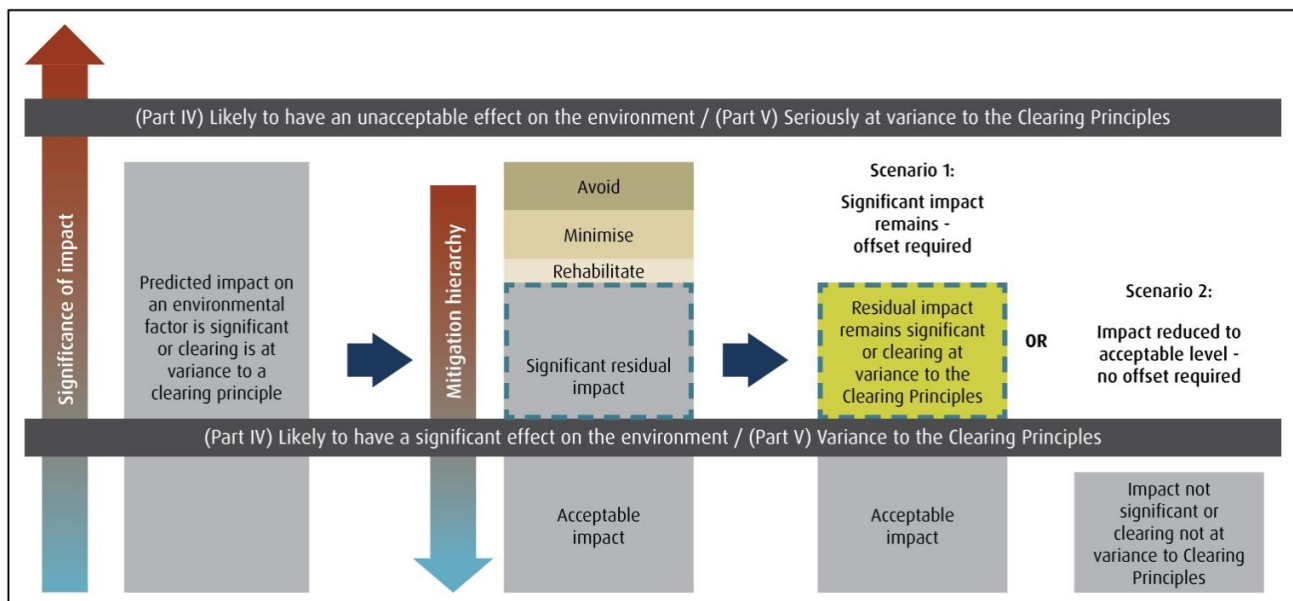 (Part IV) Likely to have an unacceptable effect on the environment / (Part V) Seriously at variance to the Clearing Principles
Significance of impact
Predicted impact on
an environmental
factor is significant
or clearing is at
variance to a
clearing principle
Mitigation hierarchy
Avoid
Minimise
Rehabilitate
Significant residual
impact
Scenario 1:
Significant impact
remains -
offset required
Residual impact
remains significant
or clearing at
variance to the
Clearing Principles
OR
Scenario 2:
Impact reduced to
acceptable level -
no offset required
(Part IV) Likely to have a significant effect on the environment / (Part V) Variance to the Clearing Principles
Acceptable
impact
Acceptable
impact
Impact not
significant or
clearing not at
variance to Clearing
Principles